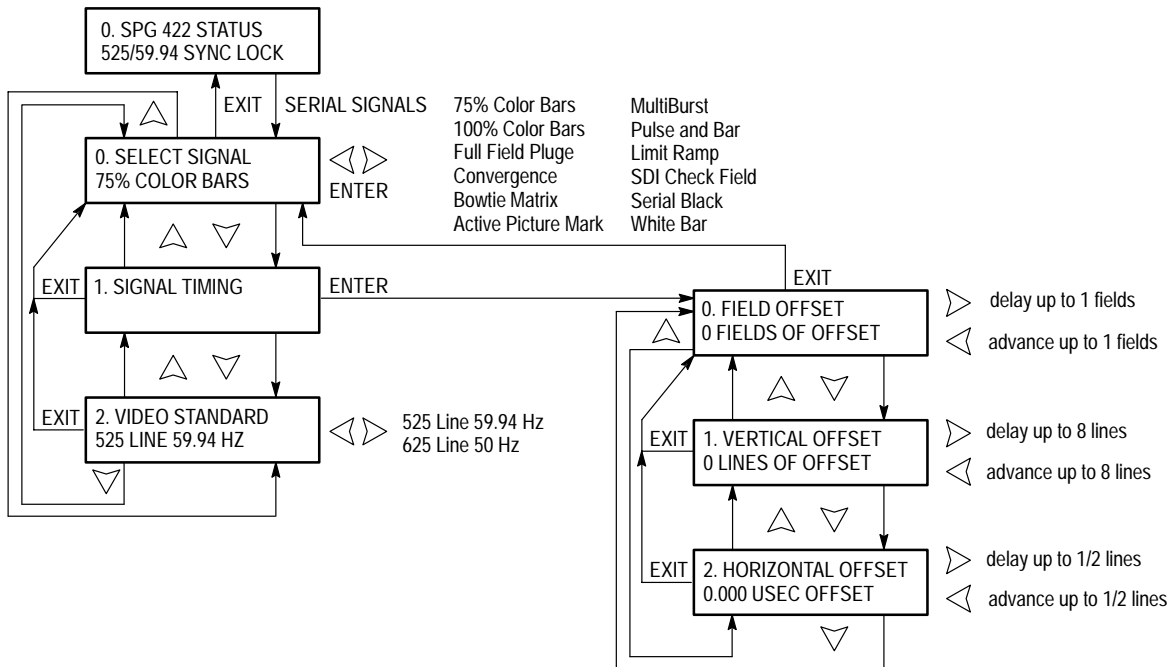 0. SPG 422 STATUS
525/59.94 SYNC LOCK
EXIT
SERIAL SIGNALS
75% Color Bars
100% Color Bars
Full Field Pluge
Convergence
Bowtie Matrix
Active Picture Mark
MultiBurst
Pulse and Bar
Limit Ramp
SDI Check Field
Serial Black
White Bar
0. SELECT SIGNAL
75% COLOR BARS
ENTER
EXIT
1. SIGNAL TIMING
ENTER
EXIT
2. VIDEO STANDARD
525 LINE 59.94 HZ
525 Line 59.94 Hz
625 Line 50 Hz
EXIT
0. FIELD OFFSET
0 FIELDS OF OFFSET
delay up to 1 fields
advance up to 1 fields
EXIT
1. VERTICAL OFFSET
0 LINES OF OFFSET
delay up to 8 lines
advance up to 8 lines
EXIT
2. HORIZONTAL OFFSET
0.000 USEC OFFSET
delay up to 1/2 lines
advance up to 1/2 lines